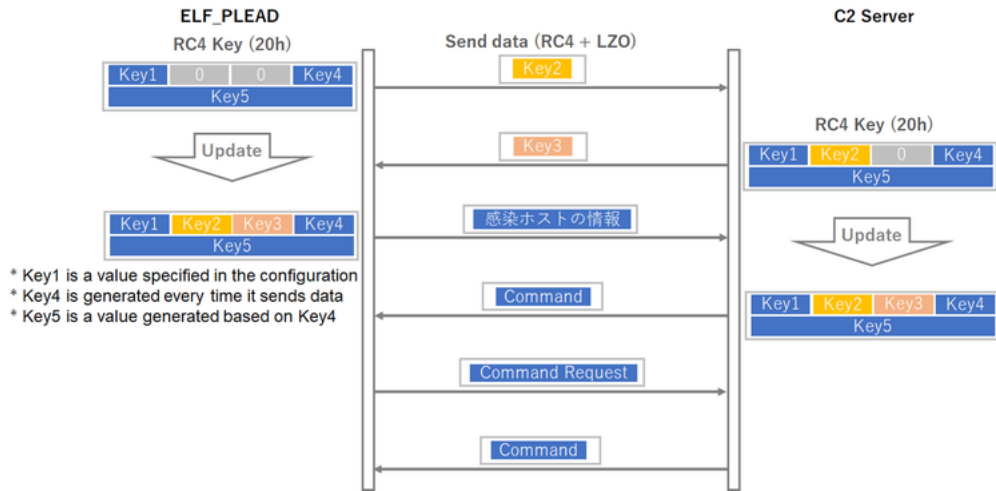 ELF_PLEAD
C2 Server
RC4 Key (20h)
Send data (RC4 + LZO)
Key1 0 0 Key4
Key5
Key2
Update
Key3
RC4 Key (20h)
Key1 Key2 0 Key4
Key5
Key1 Key2 Key3 Key4
Key5
感染ホストの情報
Update
* Key1 is a value specified in the configuration
* Key4 is generated every time it sends data
* Key5 is a value generated based on Key4
Command
Key1 Key2 Key3 Key4
Key5
Command Request
Command